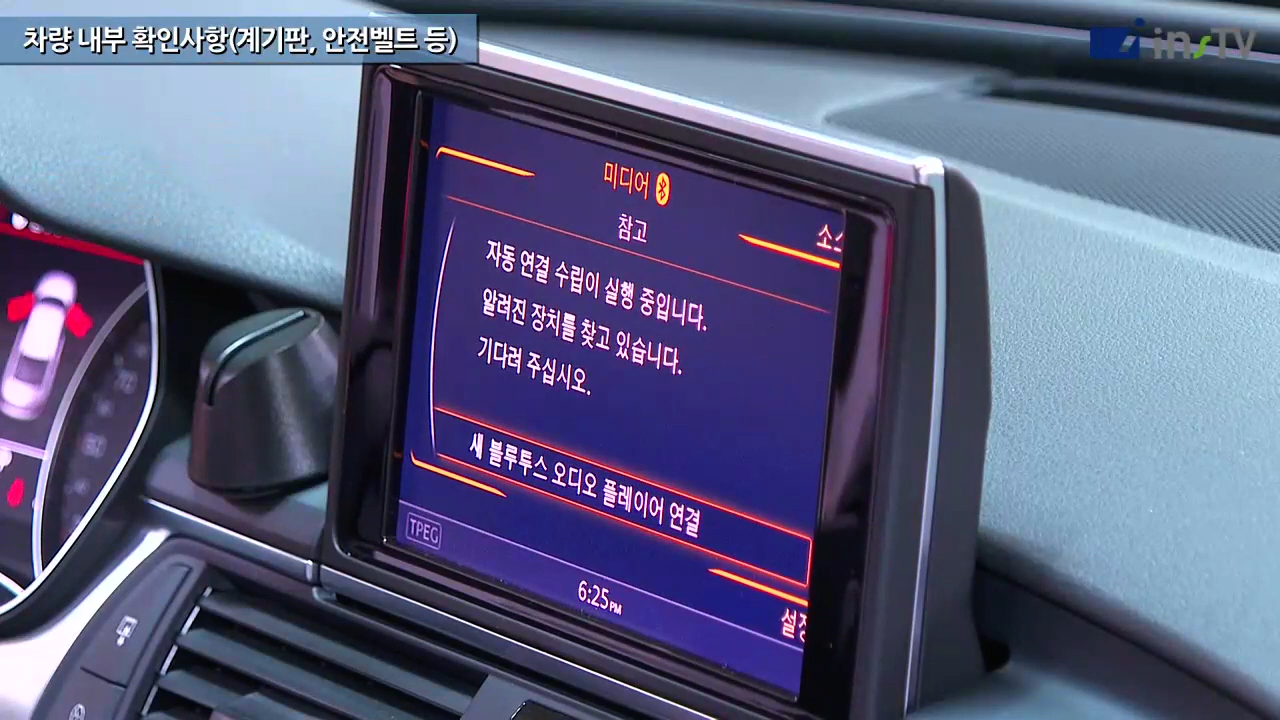 차량 내부 확인사항(계기판, 안전벨트 등)
insTV
미디어
참고
소스
자동 연결 수립이 실행 중입니다.
알려진 장치를 찾고 있습니다.
기다려 주십시오.
새 블루투스 오디오 플레이어 연결
TPEG
6:25PM